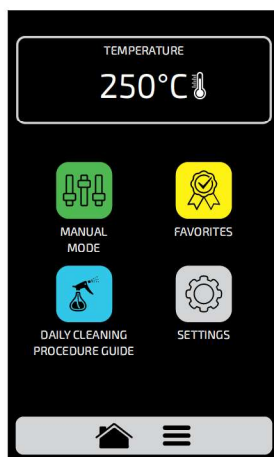 TEMPERATURE
250°C
MANUAL
MODE
FAVORITES
DAILY CLEANING
PROCEDURE GUIDE
SETTINGS